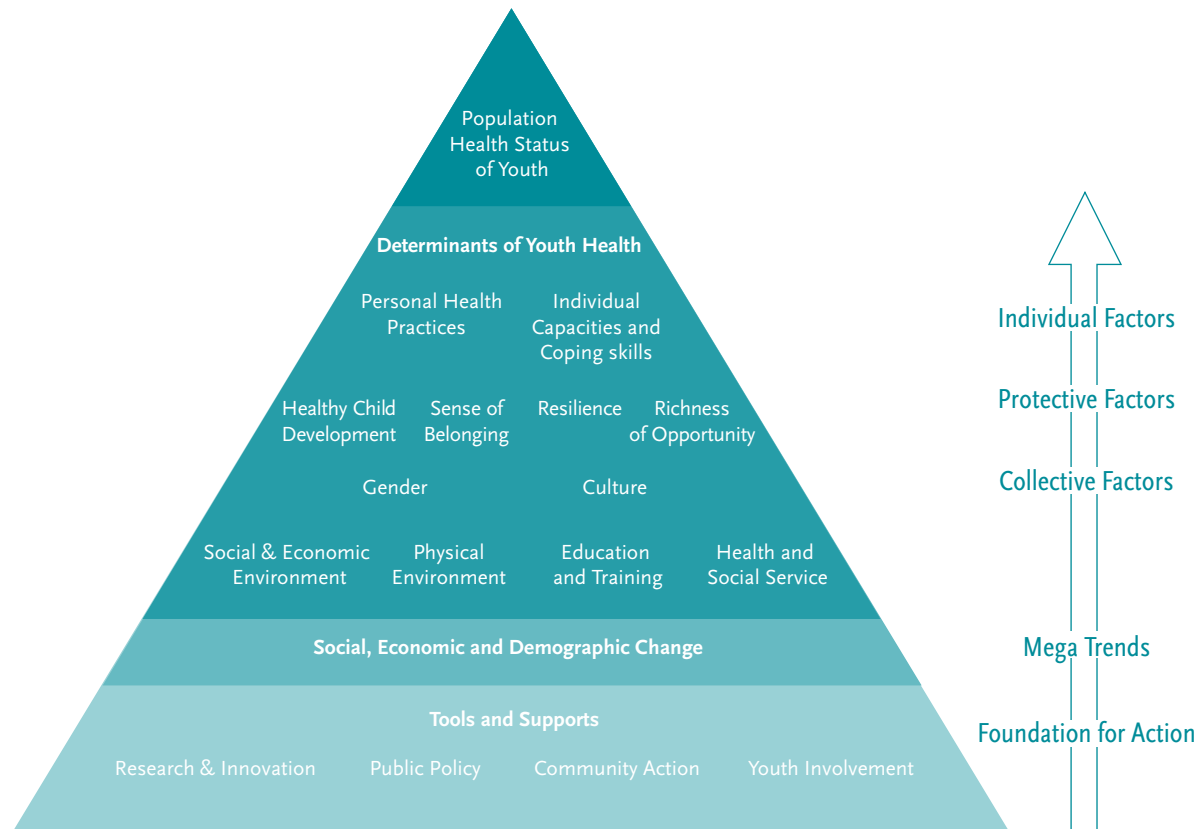 Population
Health Status
of Youth
Determinants of Youth Health
Personal Health
Practices
Individual
Capacities and
Coping skills
Individual Factors
Healthy Child
Development
Sense of
Belonging
Resilience
Richness
of Opportunity
Protective Factors
Gender
Culture
Collective Factors
Social & Economic
Environment
Physical
Environment
Education
and Training
Health and
Social Service
Social, Economic and Demographic Change
Mega Trends
Tools and Supports
Foundation for Action
Research & Innovation
Public Policy
Community Action
Youth Involvement